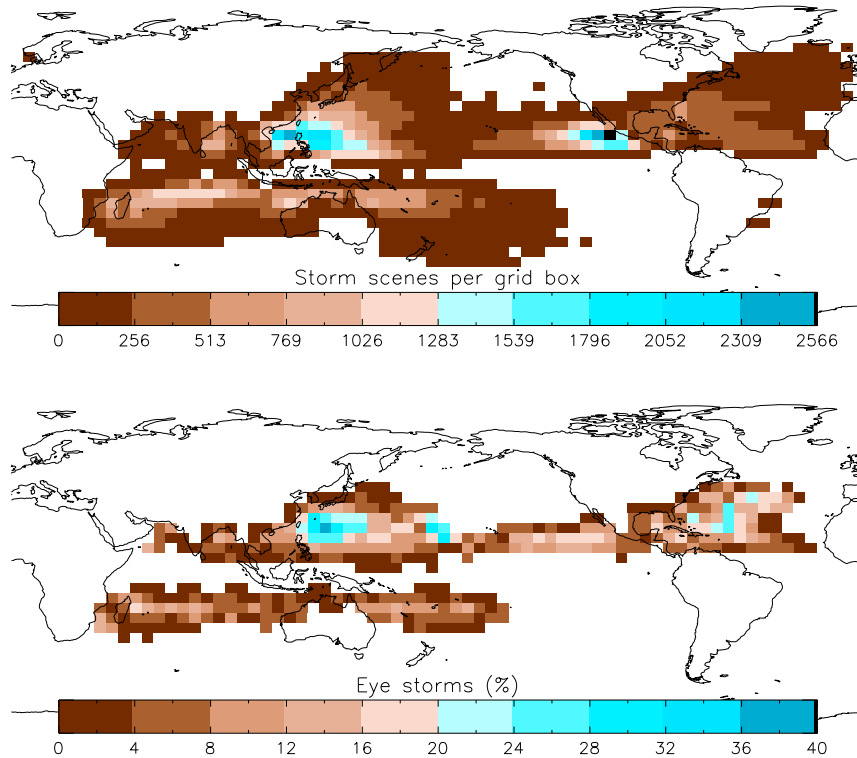 Storm scenes per grid box
0 256 513 769 1026 1283 1539 1796 2052 2309 2566
Eye storms (%)
0 4 8 12 16 20 24 28 32 36 40